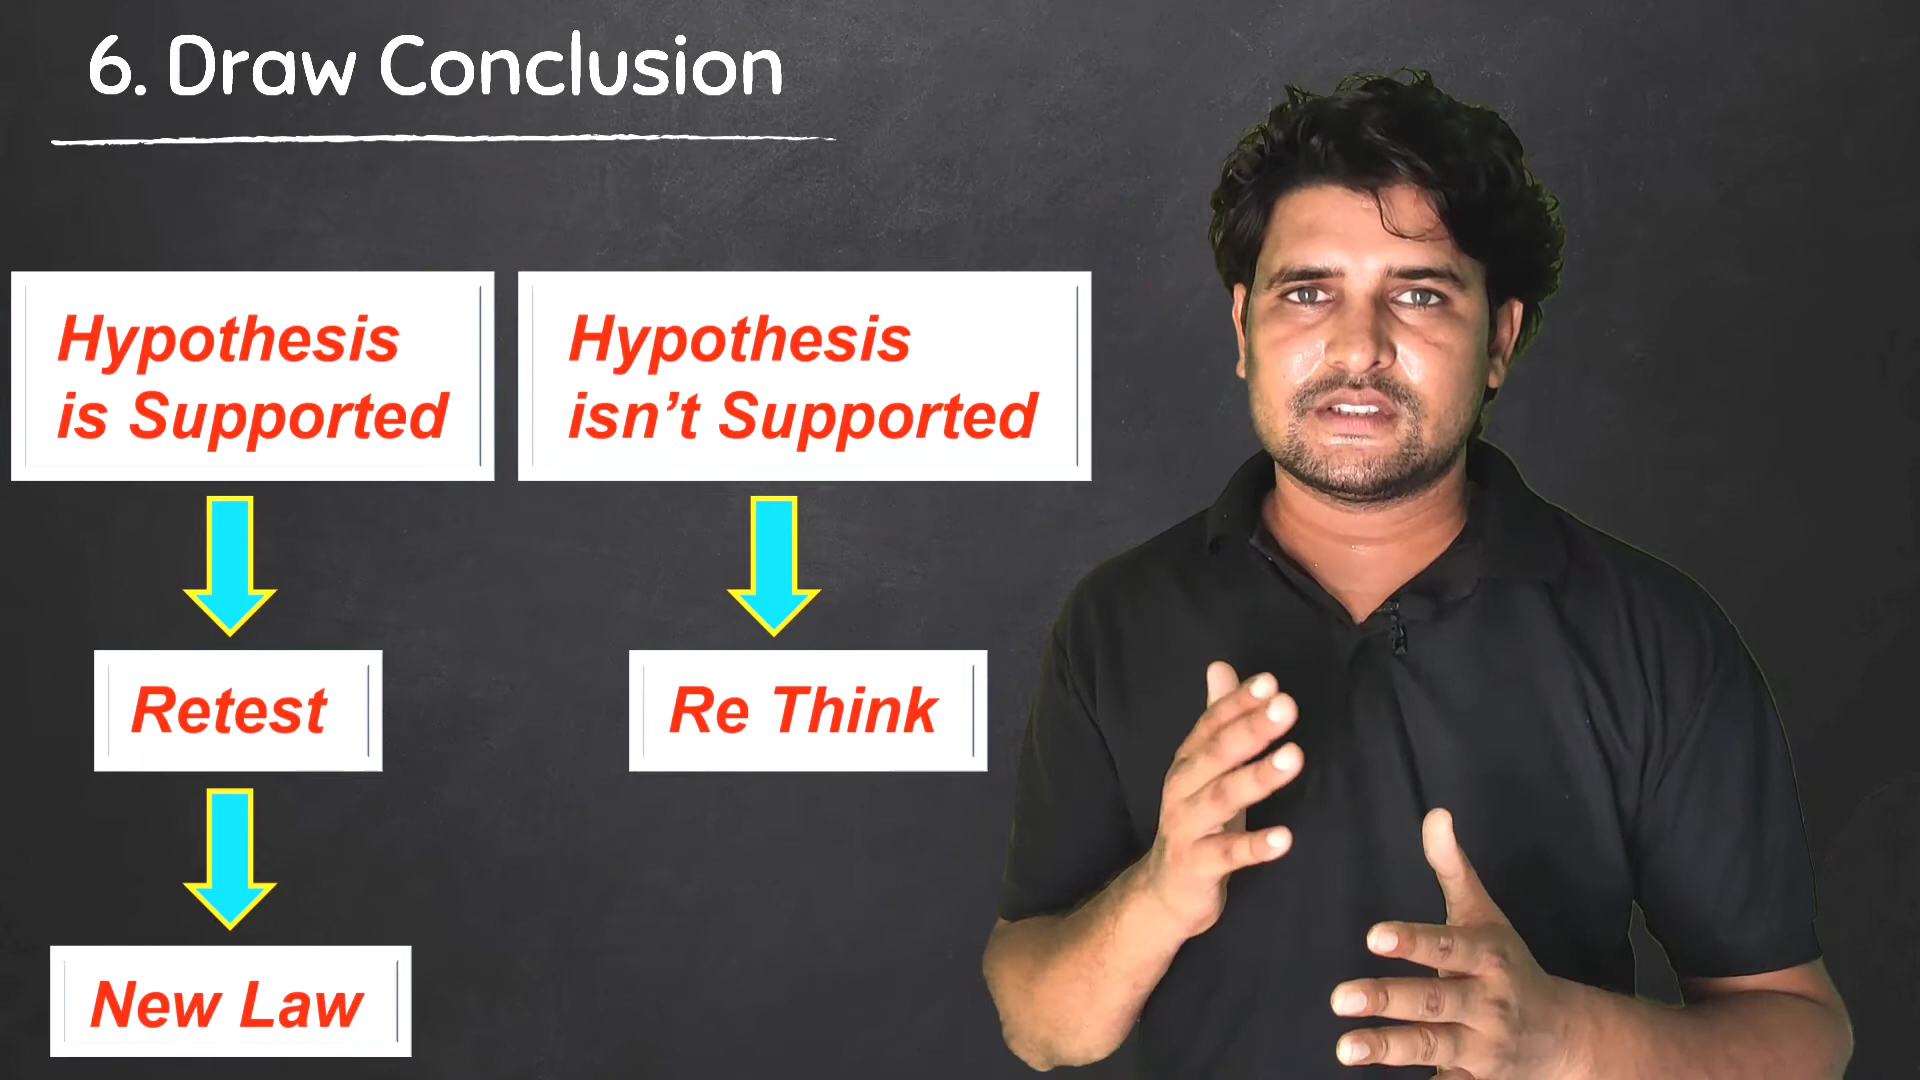 6. Draw Conclusion
Hypothesis
is Supported
Hypothesis
isn’t Supported
Retest
Re Think
New Law